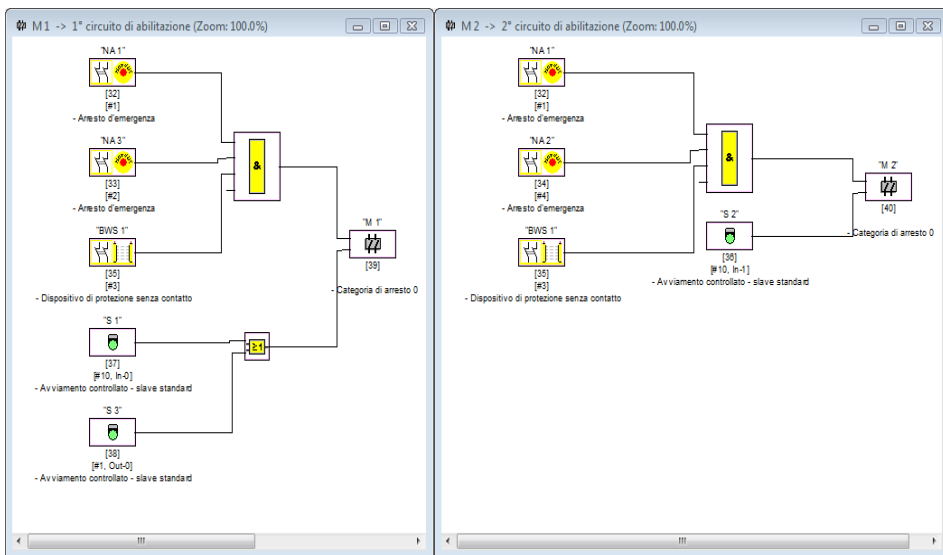 M 1 -> 1° circuito di abilitazione (Zoom: 100.0%)
"NA 1"
[32]
[#1]
- Arresto d'emergenza
"NA 3"
&
[33]
[#2]
- Arresto d'emergenza
"BWS 1"
"M 1"
[35]
[#3]
- Dispositivo di protezione senza contatto
[39]
- Categoria di arresto 0
"S 1"
≥1
[37]
[#10, In-0]
- Avviamento controllato - slave standard
"S 3"
[38]
[#1, Out-0]
- Avviamento controllato - slave standard
M 2 -> 2° circuito di abilitazione (Zoom: 100.0%)
"NA 1"
[32]
[#1]
- Arresto d'emergenza
"NA 2"
&
"M 2"
[34]
[#4]
- Arresto d'emergenza
[40]
- Categoria di arresto 0
"BWS 1"
"S 2"
[35]
[#3]
- Dispositivo di protezione senza contatto
[36]
[#10, In-1]
- Avviamento controllato - slave standard